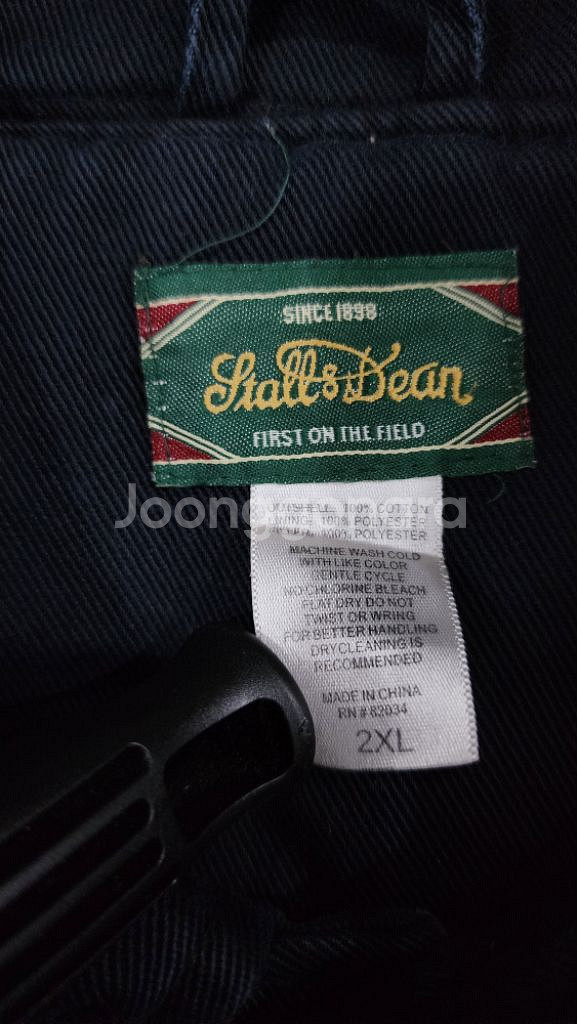 SINCE 1898
Stall & Dean
FIRST ON THE FIELD
Joonggonara
OUTSHELL: 100% COTTON
LINING: 100% POLYESTER
100% POLYESTER
MACHINE WASH COLD
WITH LIKE COLOR
GENTLE CYCLE
NO CHLORINE BLEACH
FLAT DRY DO NOT
TWIST OR WRING
FOR BETTER HANDLING
DRYCLEANING IS
RECOMMENDED
MADE IN CHINA
RN # 82034
2XL